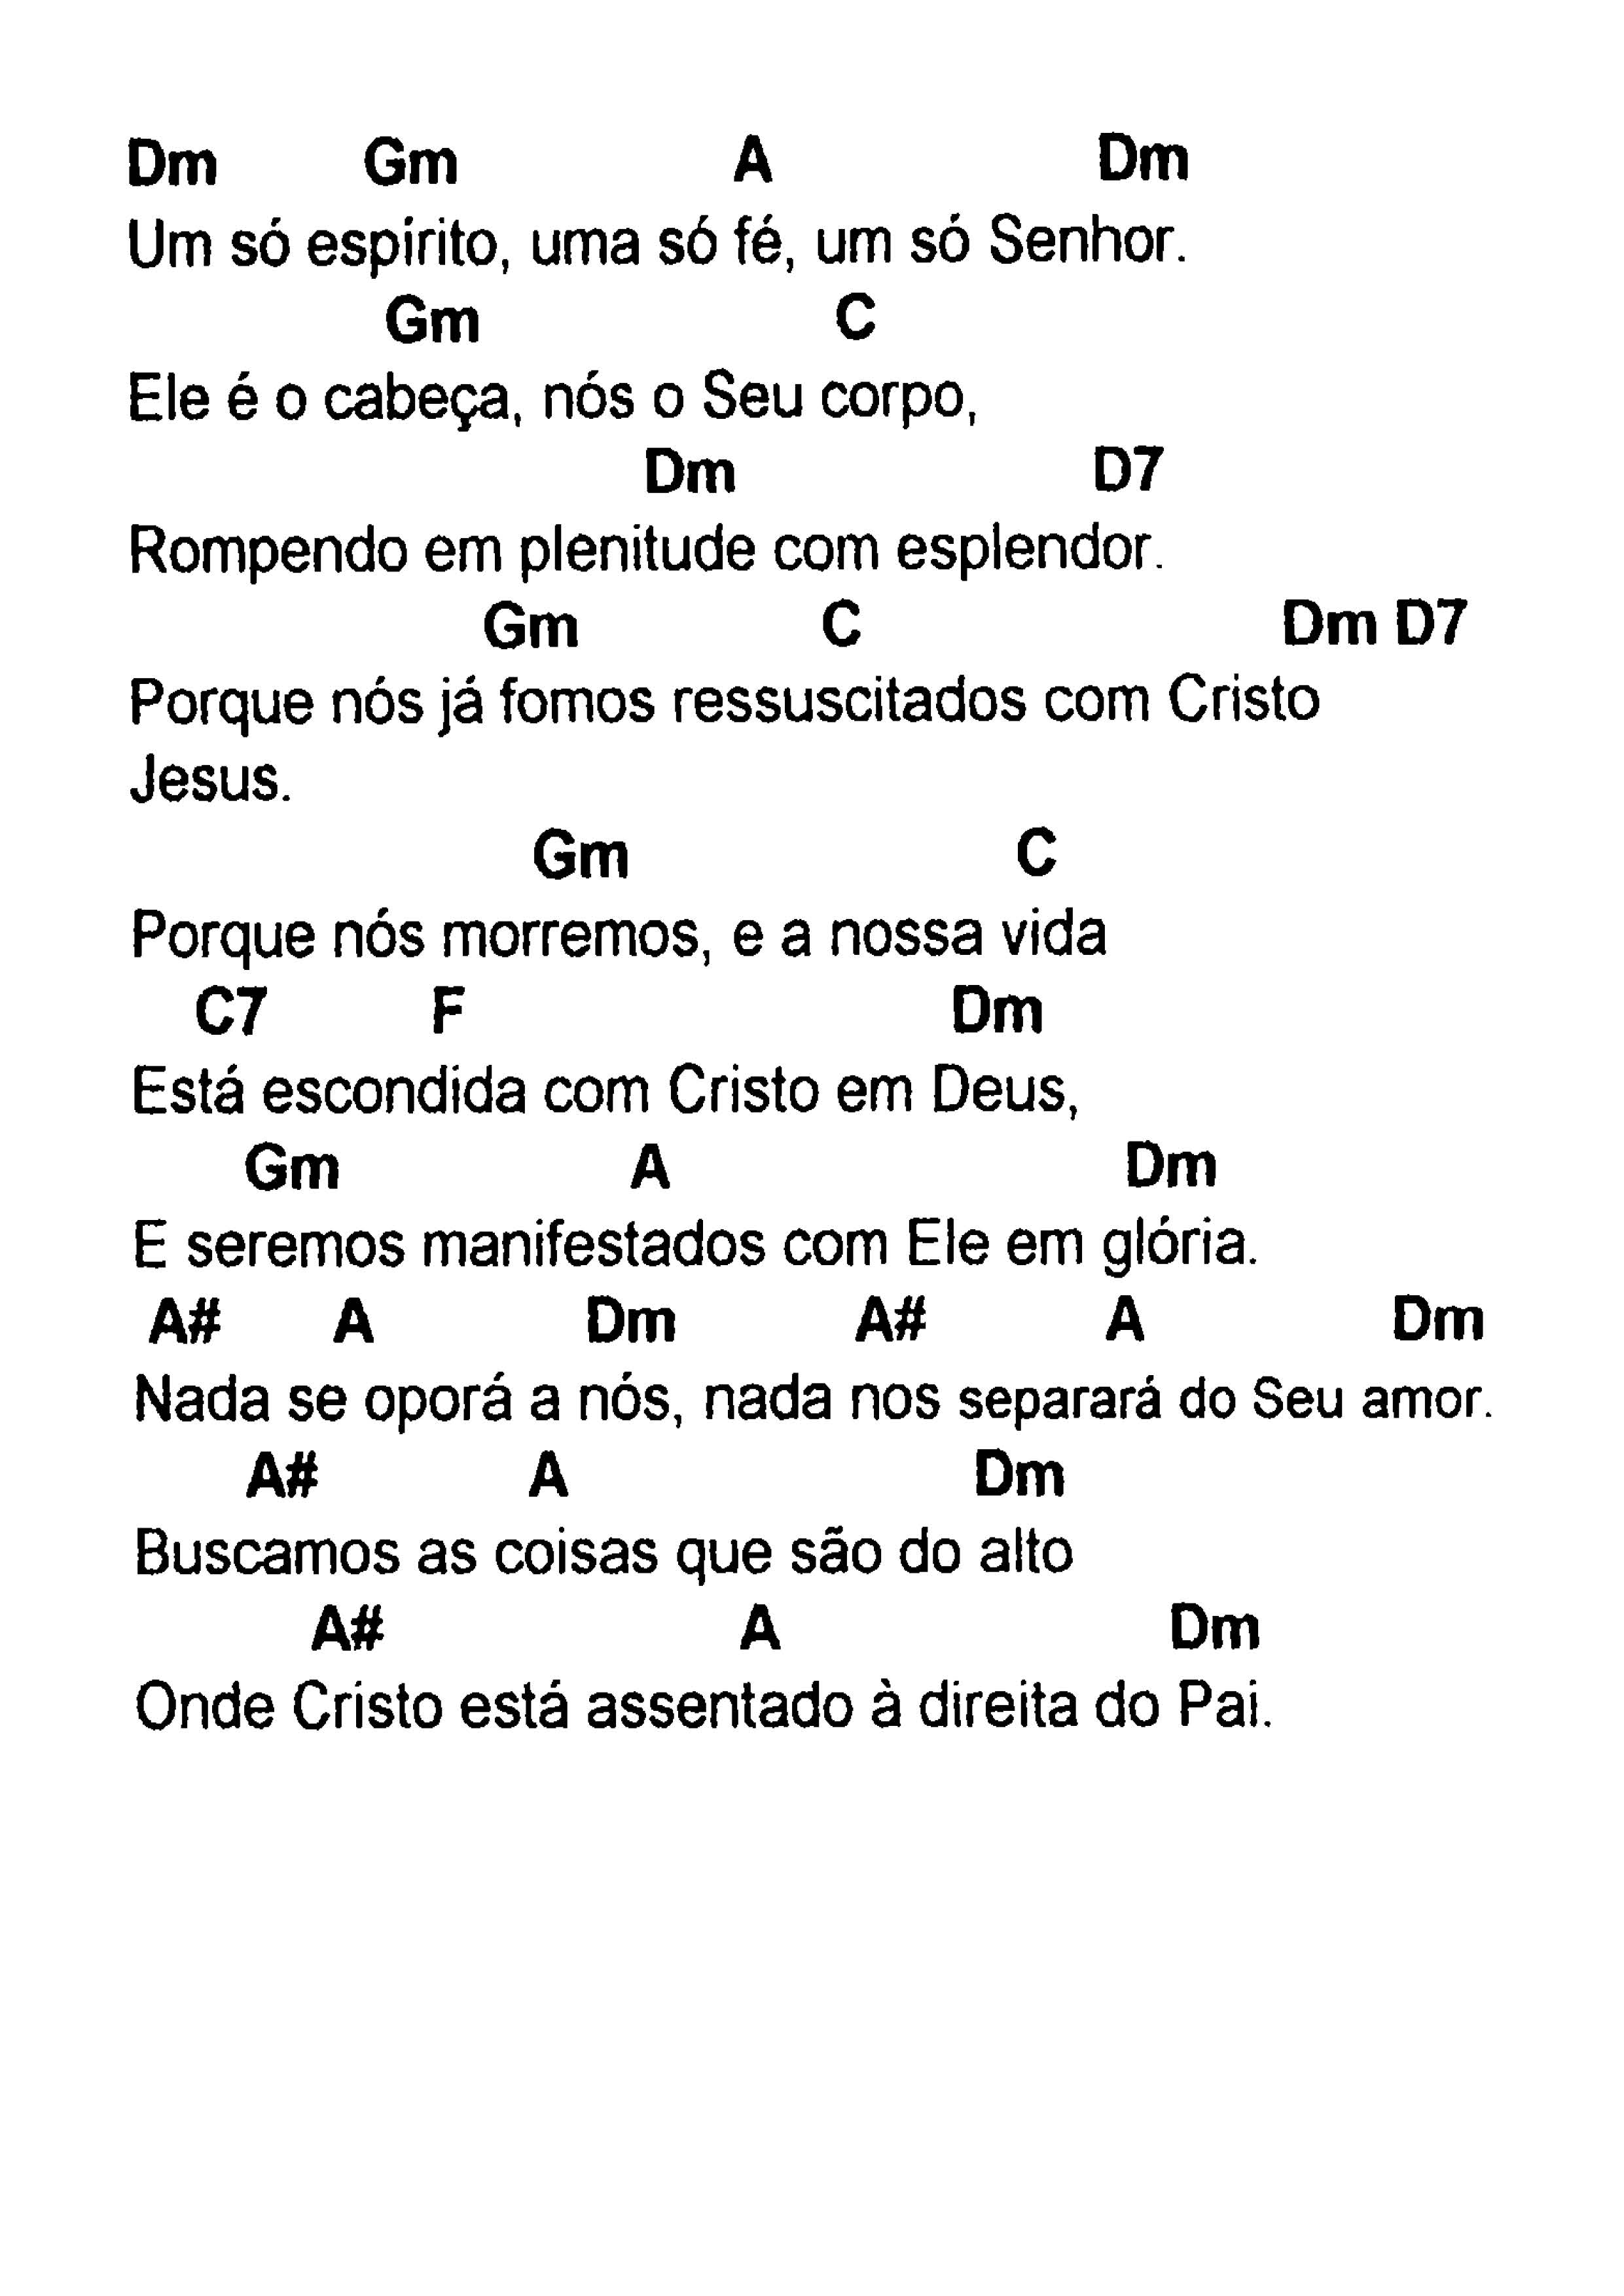 Dm Gm A Dm
Um só espírito, uma só fé, um só Senhor.
Gm C
Ele é o cabeça, nós o Seu corpo,
Dm D7
Rompendo em plenitude com esplendor.
Gm C Dm D7
Porque nós já fomos ressuscitados com Cristo
Jesus.
Gm C
Porque nós morremos, e a nossa vida
C7 F Dm
Está escondida com Cristo em Deus,
Gm A Dm
E seremos manifestados com Ele em glória.
A# A Dm A# A Dm
Nada se oporá a nós, nada nos separará do Seu amor.
A# A Dm
Buscamos as coisas que são do alto
A# A Dm
Onde Cristo está assentado à direita do Pai.